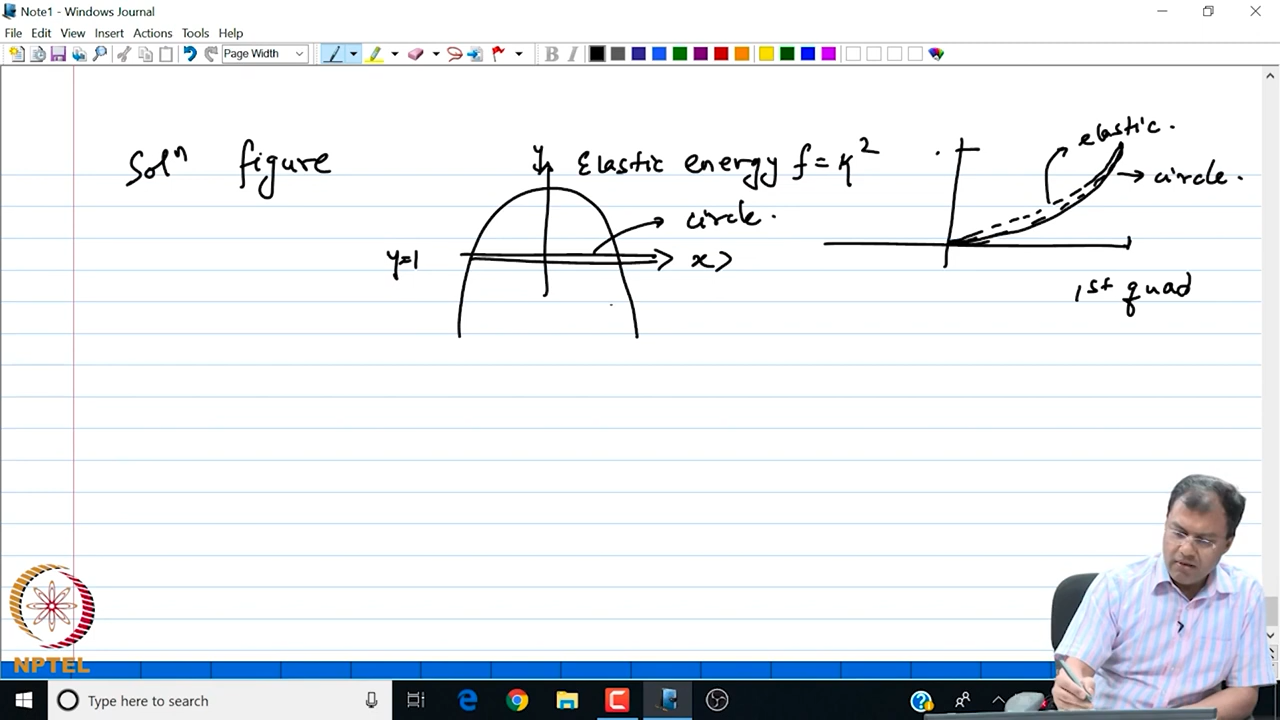 Note1 - Windows Journal
File Edit View Insert Actions Tools Help
Page Width
B I
Solⁿ figure
y
Elastic energy f = κ²
elastic.
circle.
circle.
y=1
x>
1st quad
NPTEL
Type here to search